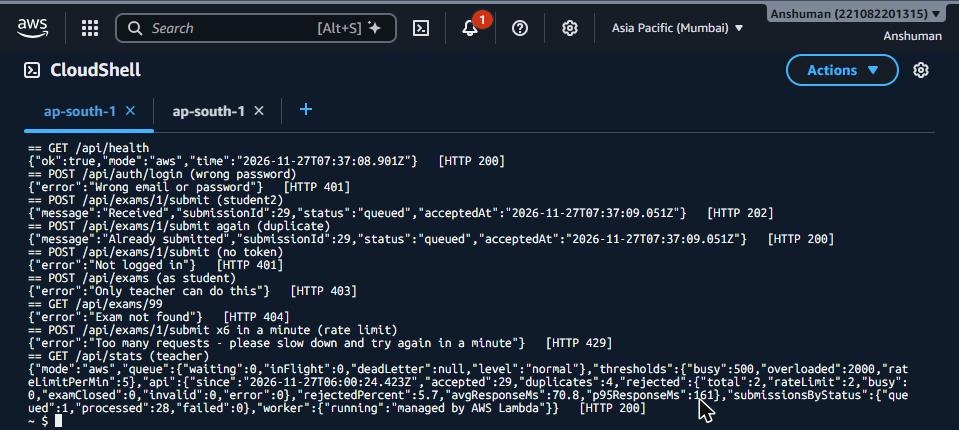 aws
Search [Alt+S]
1
Asia Pacific (Mumbai) ▼
Anshuman (221082201315) ▼
Anshuman
CloudShell
Actions ▼
ap-south-1 × ap-south-1 × +
== GET /api/health
{"ok":true,"mode":"aws","time":"2026-11-27T07:37:08.901Z"} [HTTP 200]
== POST /api/auth/login (wrong password)
{"error":"Wrong email or password"} [HTTP 401]
== POST /api/exams/1/submit (student2)
{"message":"Received","submissionId":29,"status":"queued","acceptedAt":"2026-11-27T07:37:09.051Z"} [HTTP 202]
== POST /api/exams/1/submit again (duplicate)
{"message":"Already submitted","submissionId":29,"status":"queued","acceptedAt":"2026-11-27T07:37:09.051Z"} [HTTP 200]
== POST /api/exams/1/submit (no token)
{"error":"Not logged in"} [HTTP 401]
== POST /api/exams (as student)
{"error":"Only teacher can do this"} [HTTP 403]
== GET /api/exams/99
{"error":"Exam not found"} [HTTP 404]
== POST /api/exams/1/submit x6 in a minute (rate limit)
{"error":"Too many requests - please slow down and try again in a minute"} [HTTP 429]
== GET /api/stats (teacher)
{"mode":"aws","queue":{"waiting":0,"inFlight":0,"deadLetter":null,"level":"normal"},"thresholds":{"busy":500,"overloaded":2000,"rat
eLimitPerMin":5},"api":{"since":"2026-11-27T06:00:24.423Z","accepted":29,"duplicates":4,"rejected":{"total":2,"rateLimit":2,"busy":
0,"examClosed":0,"invalid":0,"error":0},"rejectedPercent":5.7,"avgResponseMs":70.8,"p95ResponseMs":161},"submissionsByStatus":{"que
ued":1,"processed":28,"failed":0},"worker":{"running":"managed by AWS Lambda"}} [HTTP 200]
~ $